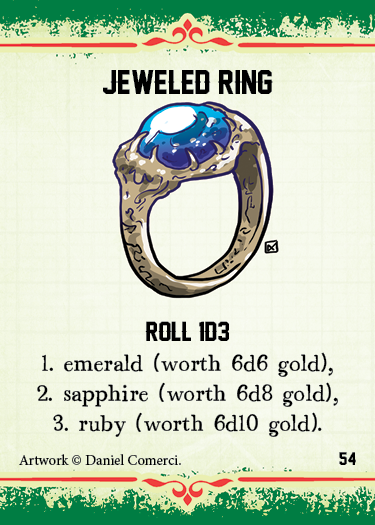 JEWELED RING
ROLL 1D3
1. emerald (worth 6d6 gold),
2. sapphire (worth 6d8 gold),
3. ruby (worth 6d10 gold).
Artwork © Daniel Comerci.
54